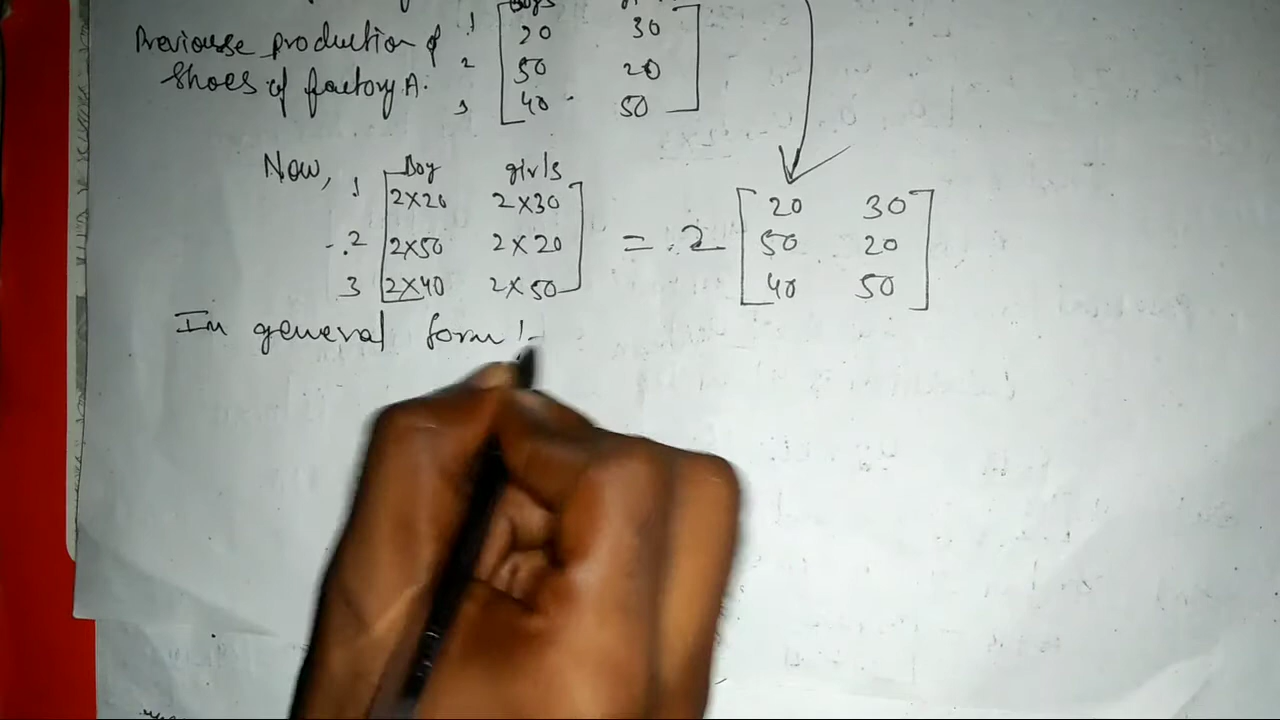 Boys
1 20 30
Previouse production of
2 50 20
Shoes of factory A.
3 40 50
Now, Boy girls
1 2×20 2×30 20 30
2 2×50 2×20 = 2 50 20
3 2×40 2×50 40 50
In general form :-